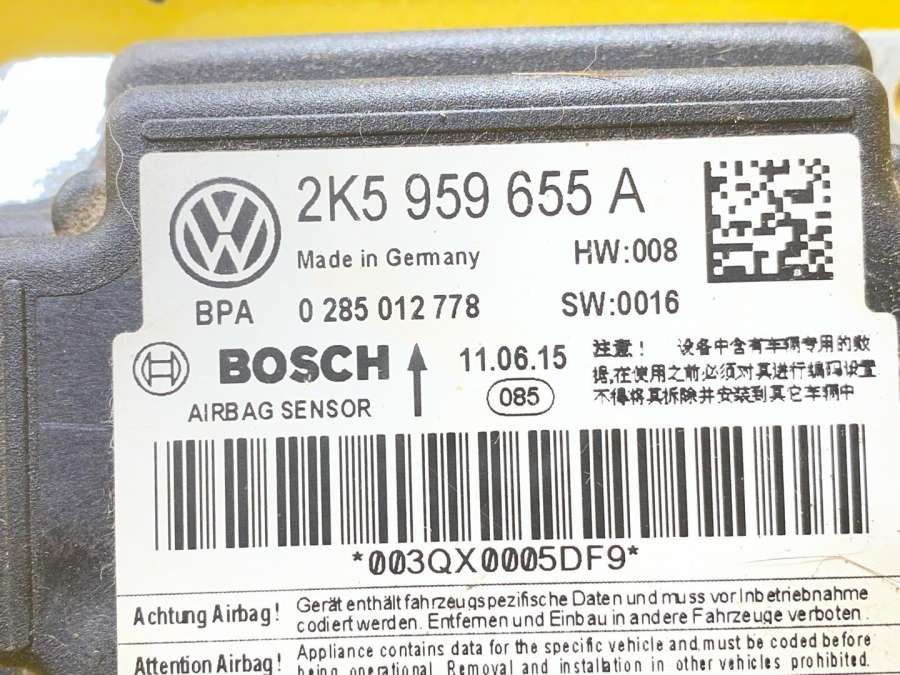 2K5 959 655 A
Made in Germany HW:008
BPA 0 285 012 778 SW:0016
BOSCH 11.06.15
AIRBAG SENSOR 085
注意！ 设备中含有车辆专用的数
据,在使用之前必须对其进行编码设置
不得将其拆除并安装到其它车辆中
*003QX0005DF9*
Achtung Airbag! Gerät enthält fahrzeugspezifische Daten und muss vor Inbetriebnahme
codiert werden. Entfernen und Einbau in andere Fahrzeuge verboten.
Attention Airbag! Appliance contains data for the specific vehicle and must be coded before
being operational. Removal and installation in other vehicles prohibited.